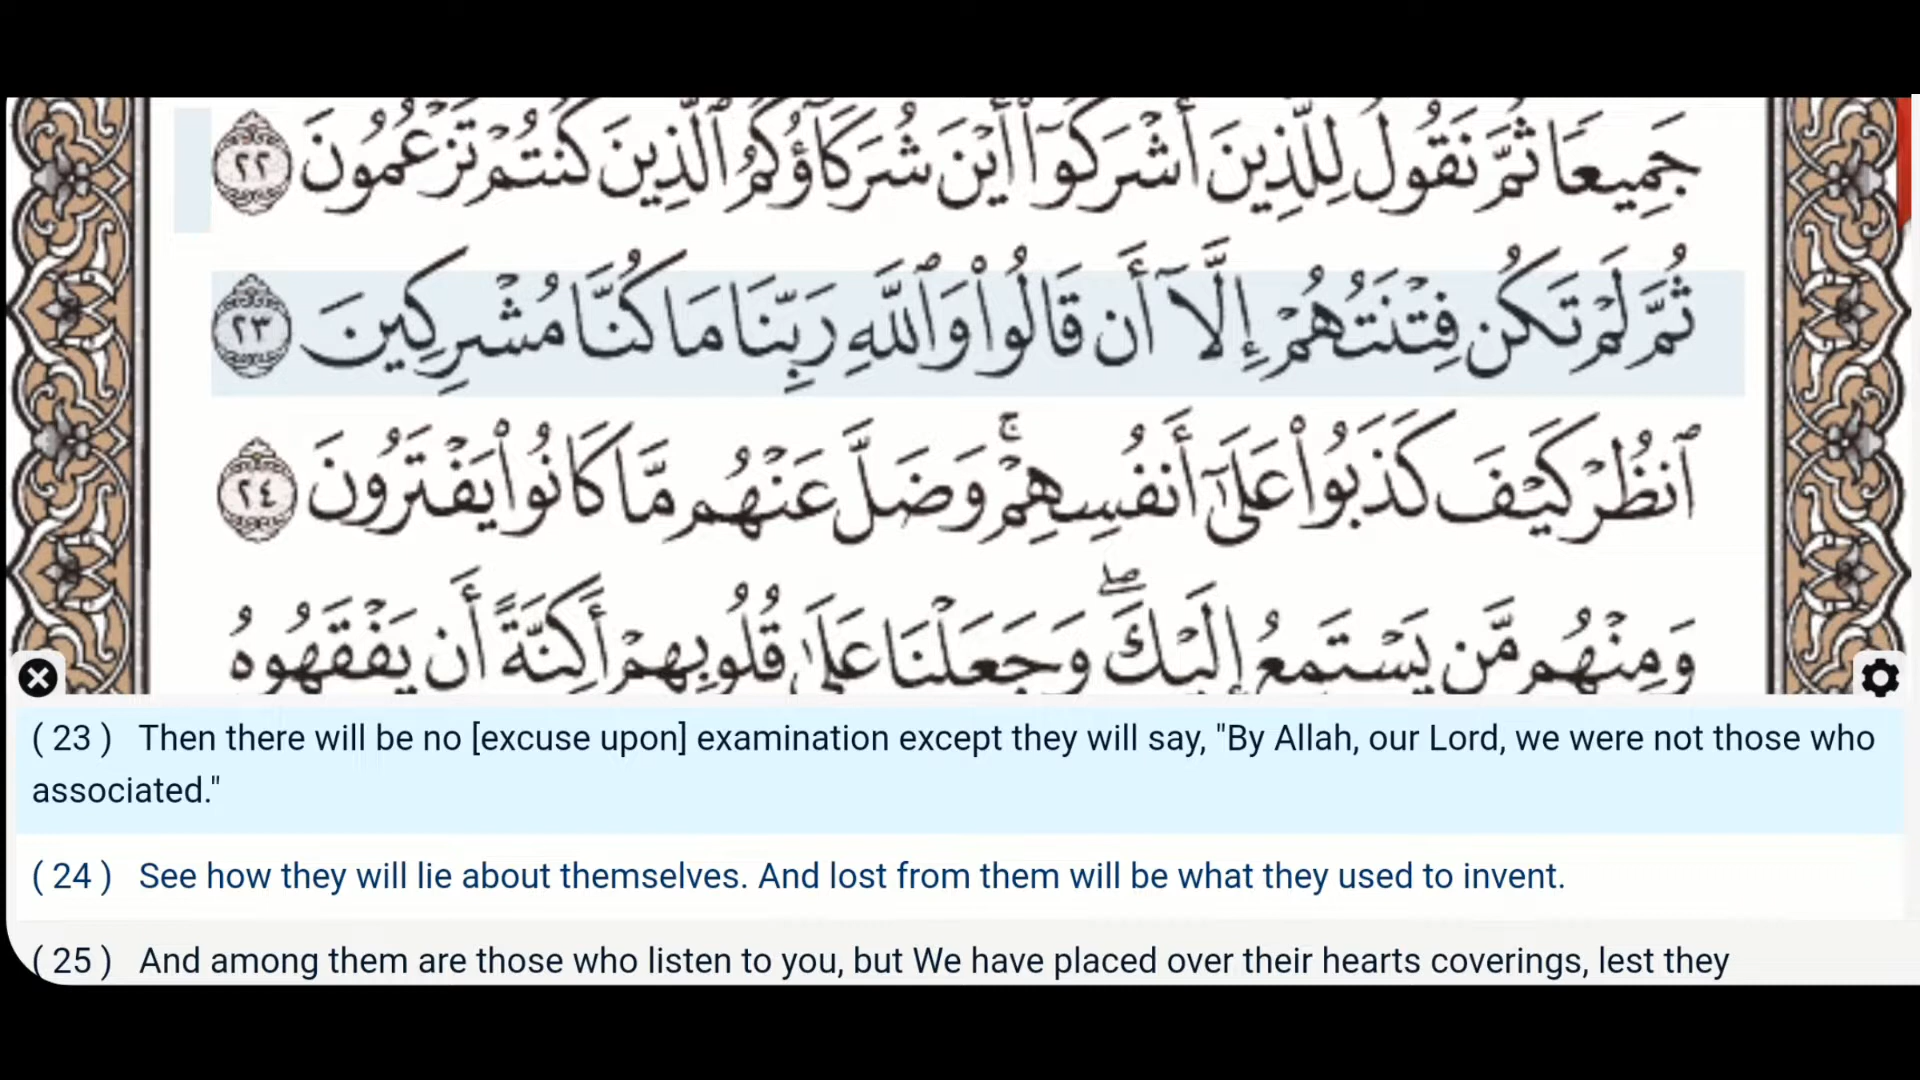 جَمِيعًا ثُمَّ نَقُولُ لِلَّذِينَ أَشْرَكُوٓا۟ أَيْنَ شُرَكَآؤُكُمُ ٱلَّذِينَ كُنتُمْ تَزْعُمُونَ ٢٢
ثُمَّ لَمْ تَكُن فِتْنَتُهُمْ إِلَّآ أَن قَالُوا۟ وَٱللَّهِ رَبِّنَا مَا كُنَّا مُشْرِكِينَ ٢٣
ٱنظُرْ كَيْفَ كَذَبُوا۟ عَلَىٰٓ أَنفُسِهِمْ ۚ وَضَلَّ عَنْهُم مَّا كَانُوا۟ يَفْتَرُونَ ٢٤
وَمِنْهُم مَّن يَسْتَمِعُ إِلَيْكَ ۖ وَجَعَلْنَا عَلَىٰ قُلُوبِهِمْ أَكِنَّةً أَن يَفْقَهُوهُ
( 23 ) Then there will be no [excuse upon] examination except they will say, "By Allah, our Lord, we were not those who
associated."
( 24 ) See how they will lie about themselves. And lost from them will be what they used to invent.
( 25 ) And among them are those who listen to you, but We have placed over their hearts coverings, lest they